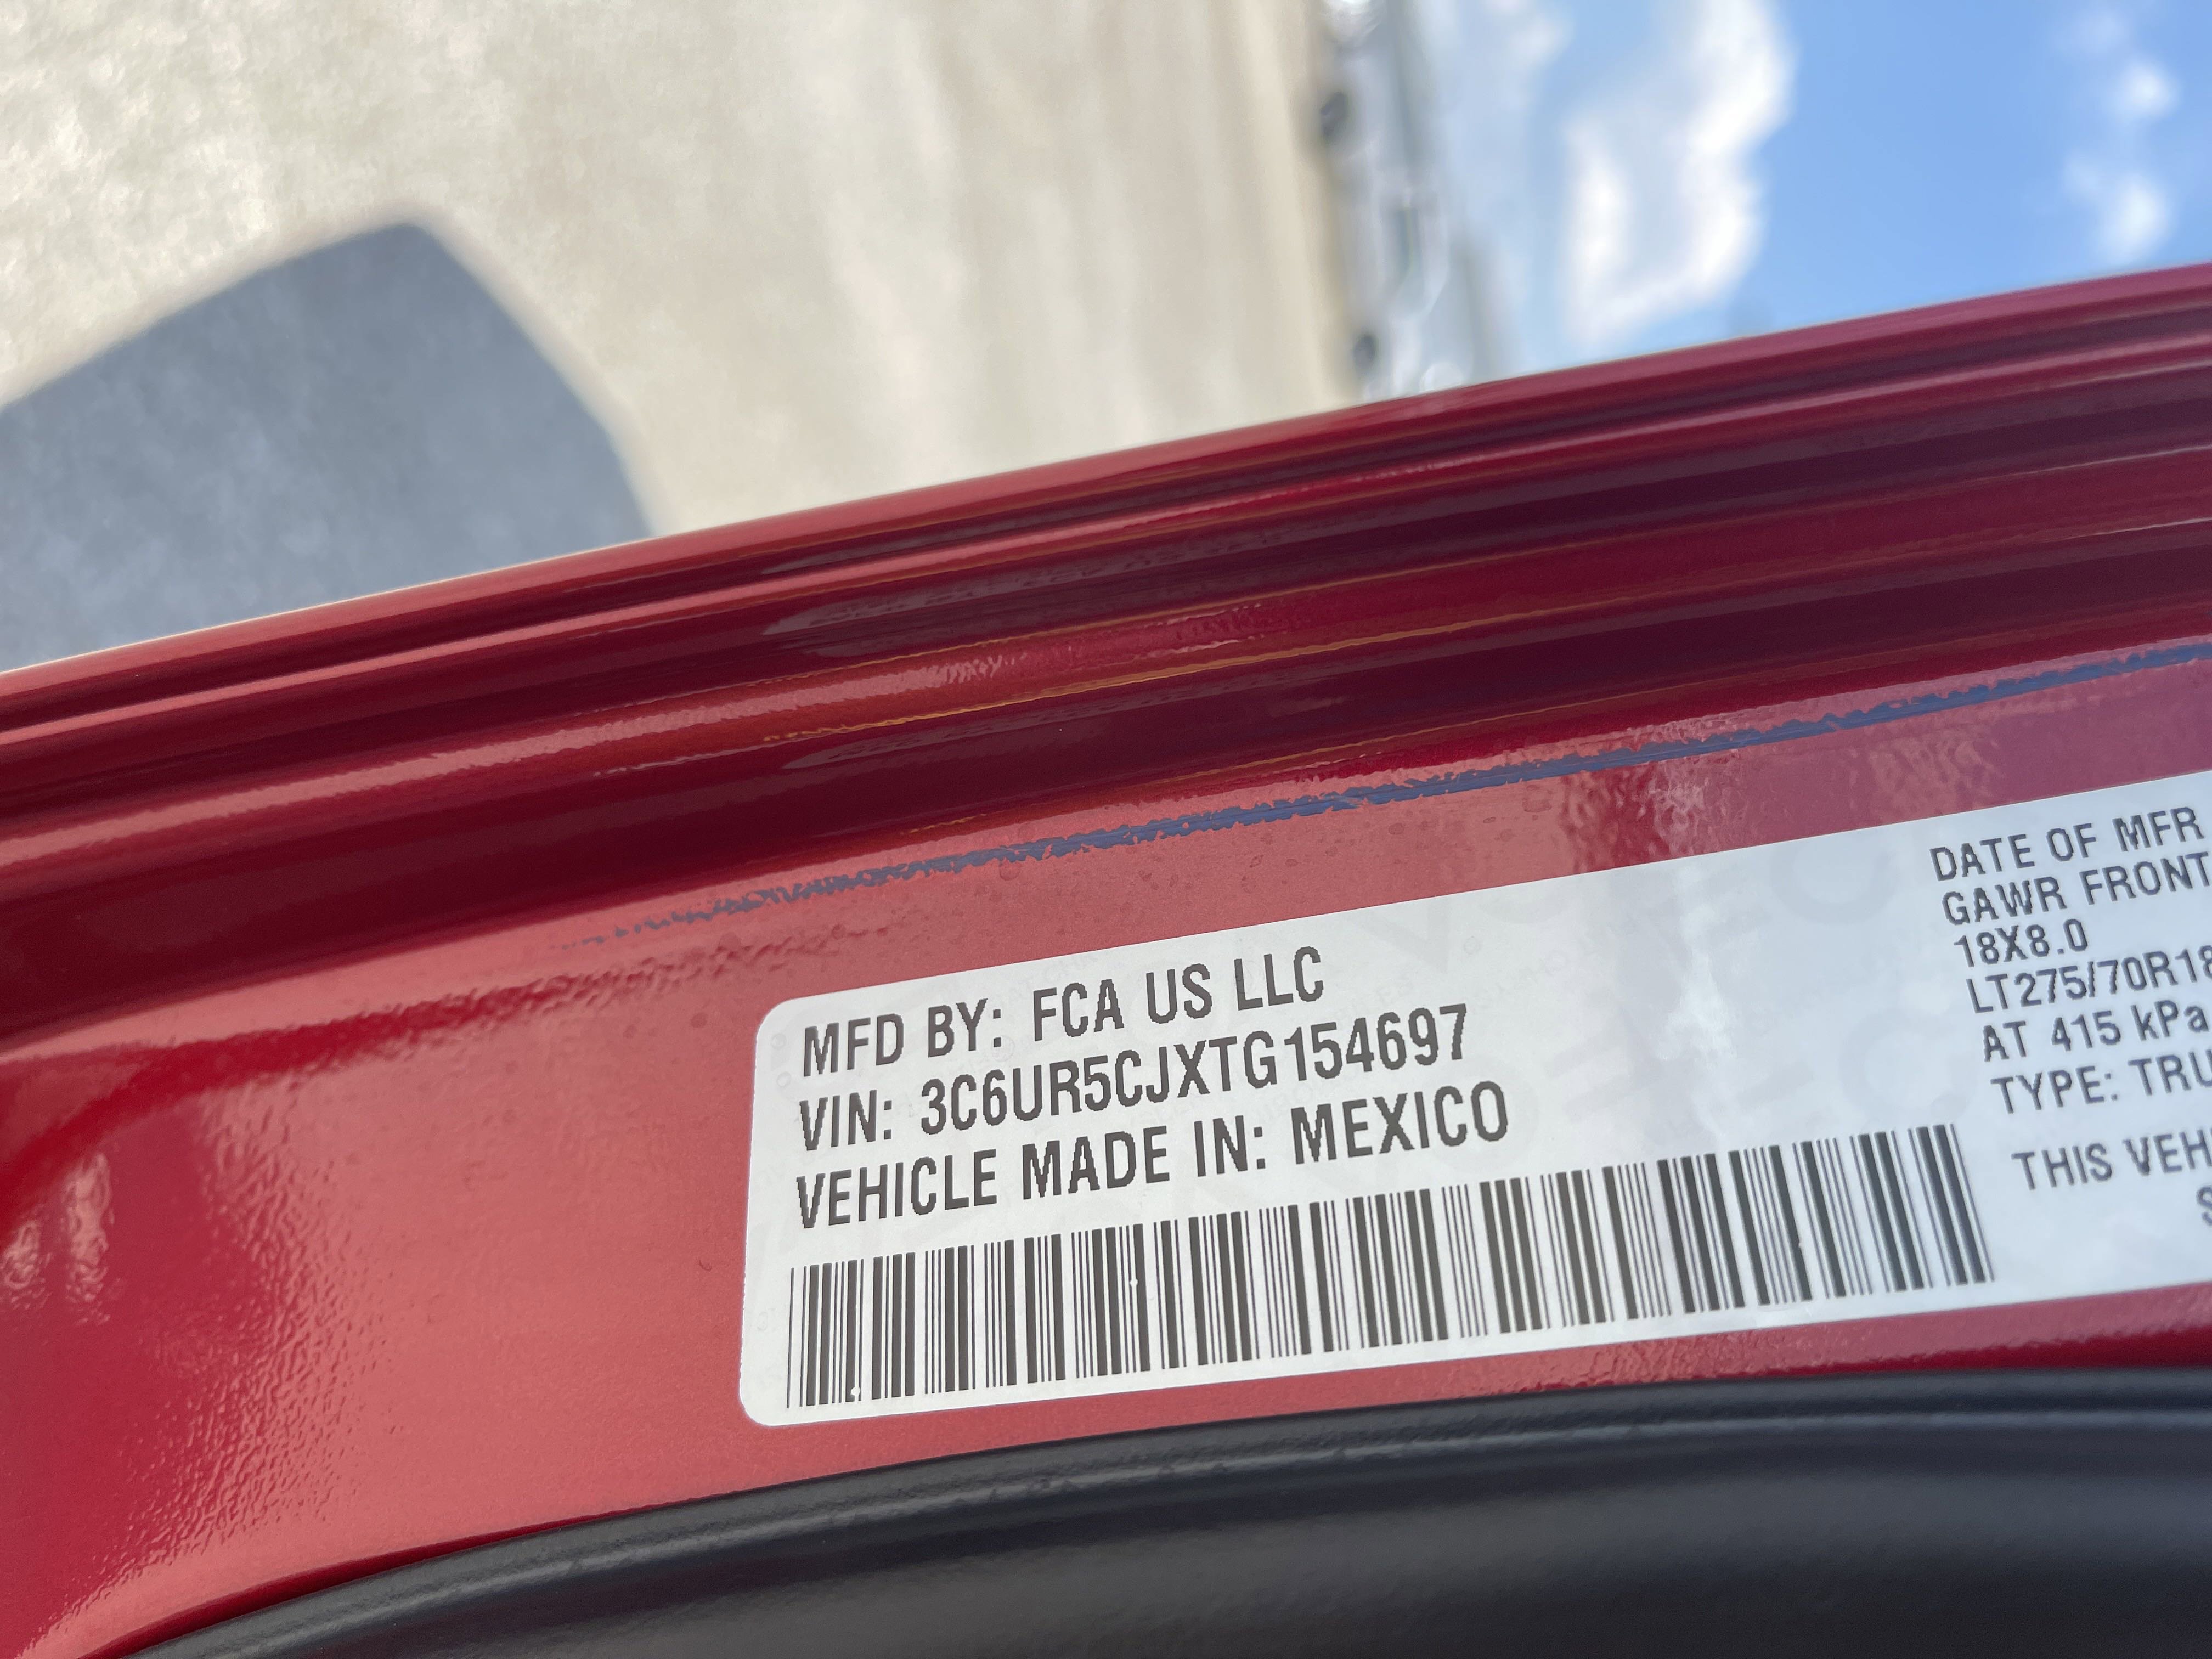 MFD BY: FCA US LLC
VIN: 3C6UR5CJXTG154697
VEHICLE MADE IN: MEXICO
DATE OF MFR
GAWR FRONT
18X8.0
LT275/70R18
AT 415 kPa
TYPE: TRU
THIS VEH
S